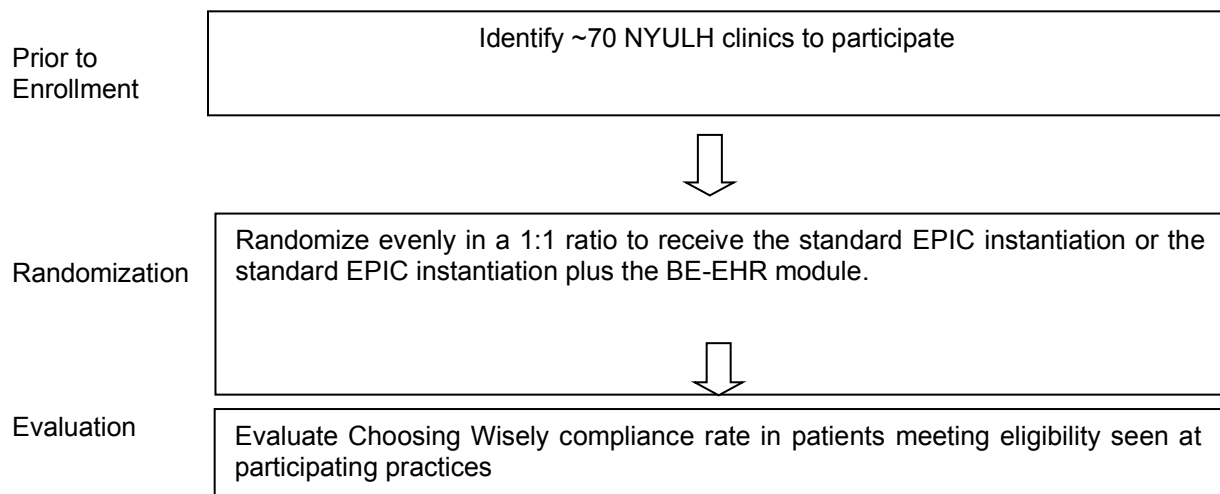 Prior to
Enrollment
Identify ~70 NYULH clinics to participate
Randomization
Randomize evenly in a 1:1 ratio to receive the standard EPIC instantiation or the
standard EPIC instantiation plus the BE-EHR module.
Evaluation
Evaluate Choosing Wisely compliance rate in patients meeting eligibility seen at
participating practices